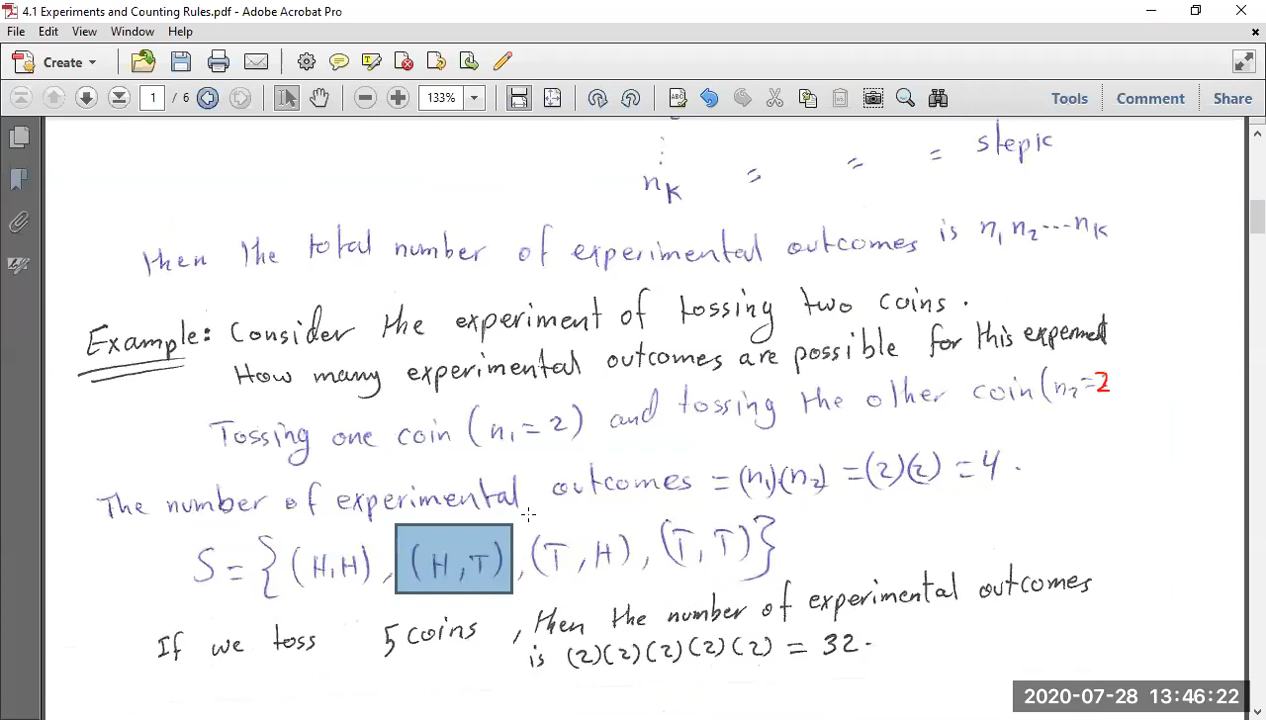 4.1 Experiments and Counting Rules.pdf - Adobe Acrobat Pro
File Edit View Window Help
Create
1 / 6 133% Tools Comment Share
⋮
nk = = = step k
then the total number of experimental outcomes is n1 n2 ... nk
Example: Consider the experiment of tossing two coins.
How many experimental outcomes are possible for this experment
Tossing one coin (n1 = 2) and tossing the other coin (n2 = 2
The number of experimental outcomes = (n1)(n2) = (2)(2) = 4.
S = {(H,H), (H,T), (T,H), (T,T)}
If we toss 5 coins, then the number of experimental outcomes
is (2)(2)(2)(2)(2) = 32.
2020-07-28 13:46:22